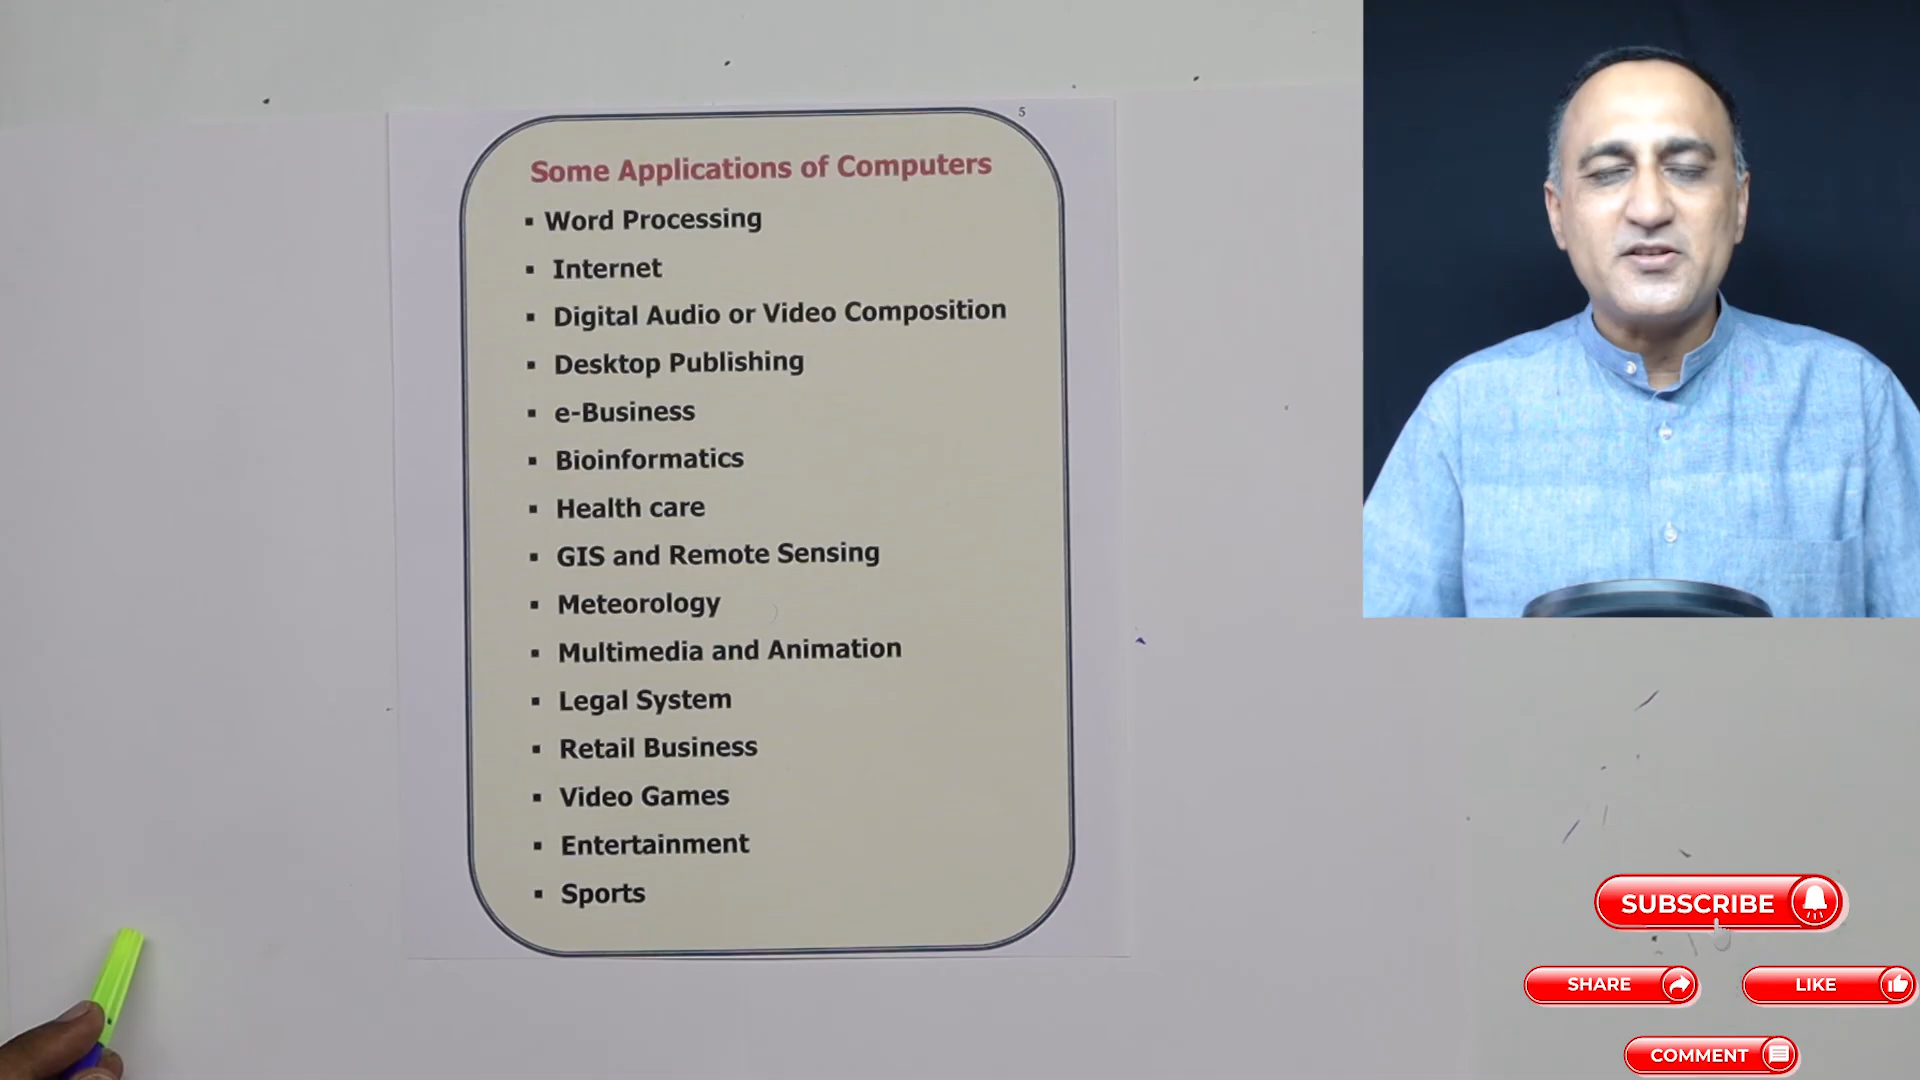 5
Some Applications of Computers
▪ Word Processing
▪ Internet
▪ Digital Audio or Video Composition
▪ Desktop Publishing
▪ e-Business
▪ Bioinformatics
▪ Health care
▪ GIS and Remote Sensing
▪ Meteorology
▪ Multimedia and Animation
▪ Legal System
▪ Retail Business
▪ Video Games
▪ Entertainment
▪ Sports
SUBSCRIBE
SHARE
LIKE
COMMENT